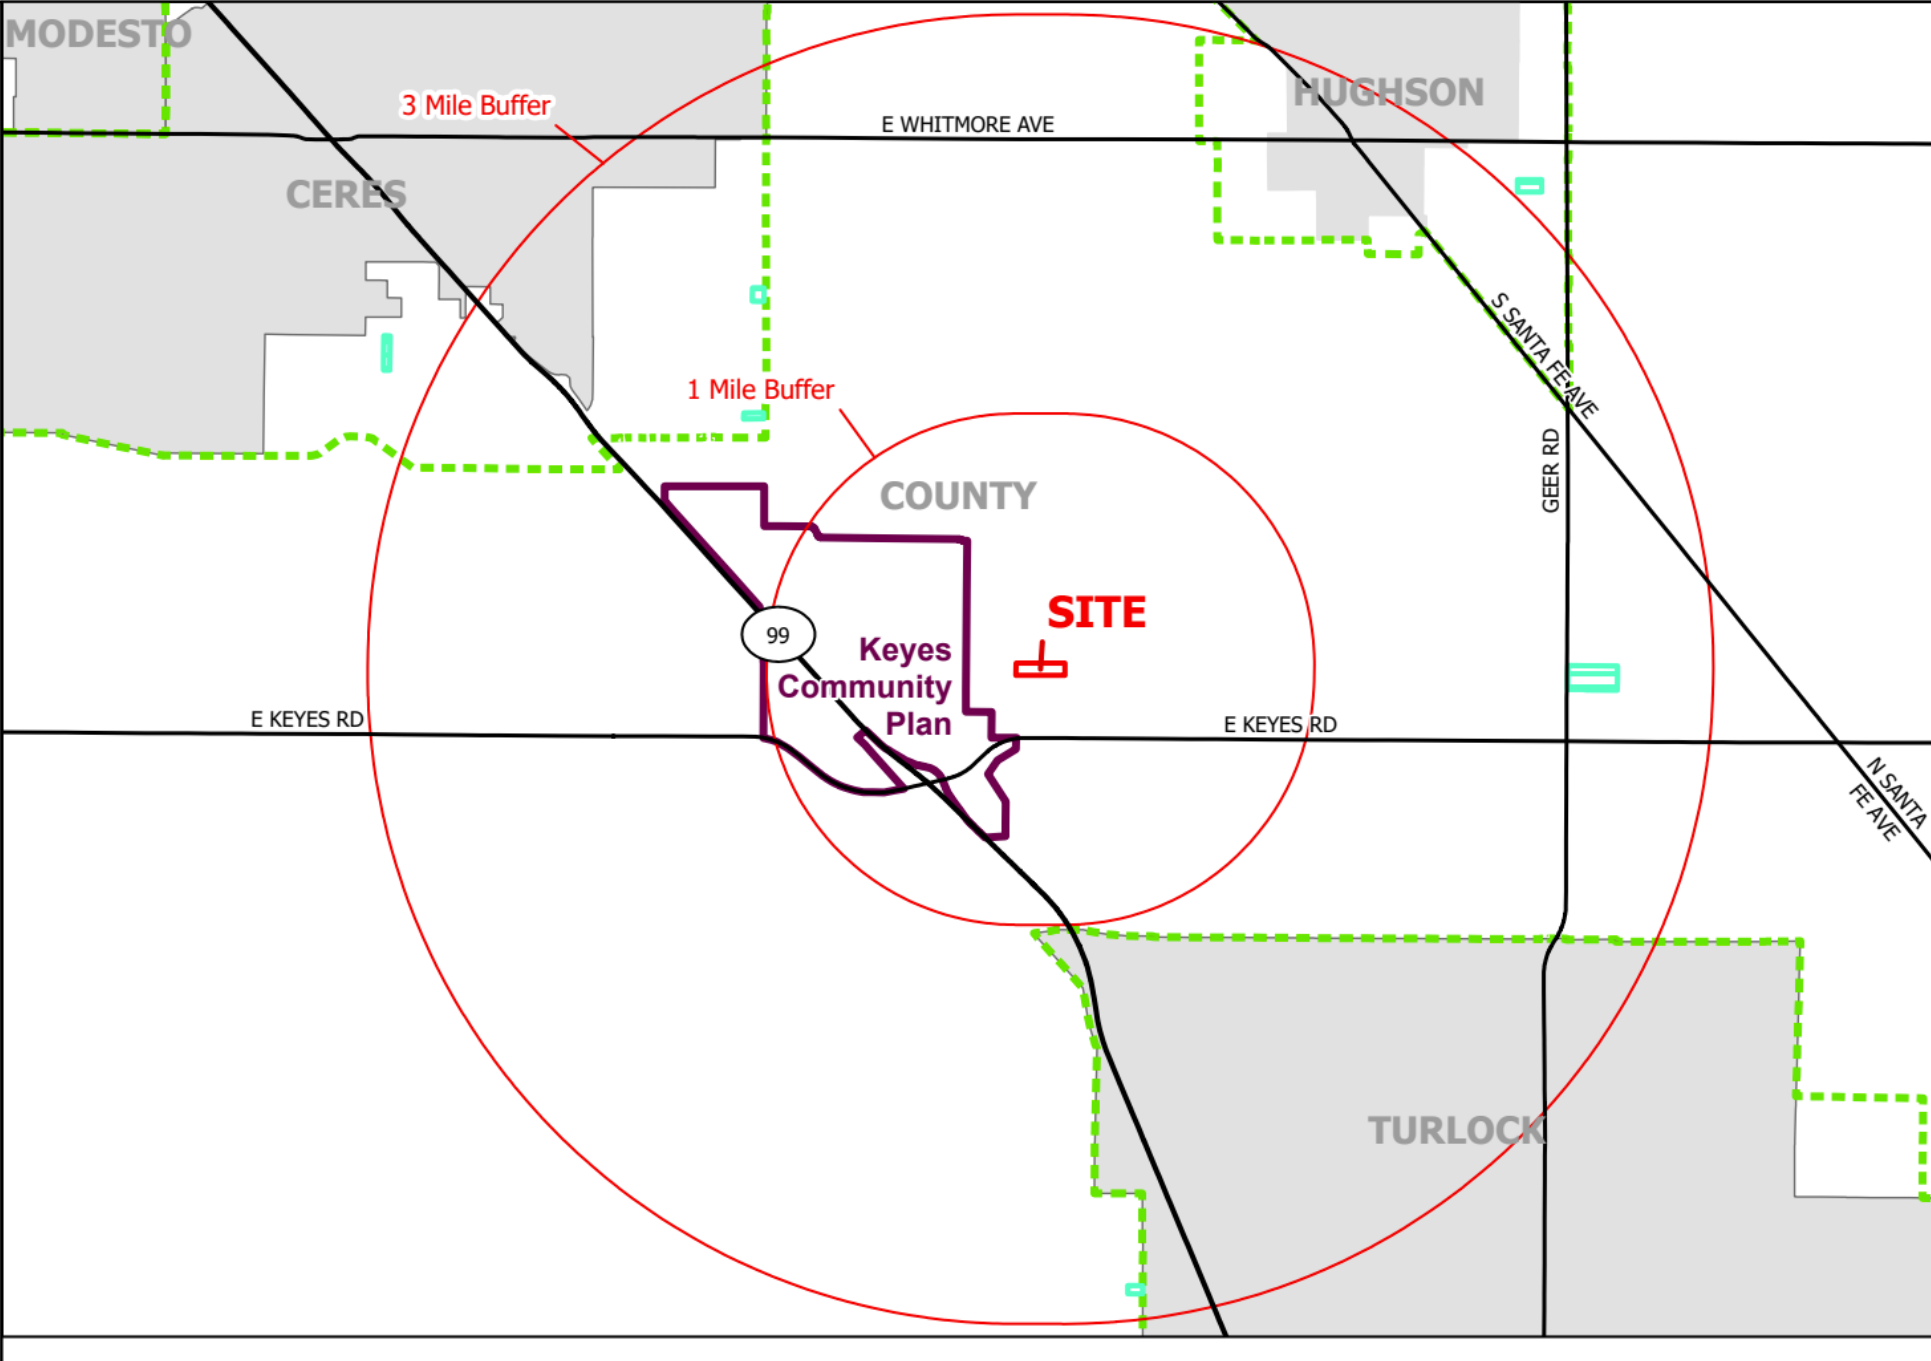 MODESTO
HUGHSON
3 Mile Buffer
E WHITMORE AVE
CERES
S SANTA FE AVE
1 Mile Buffer
GEER RD
COUNTY
SITE
99
Keyes
Community
Plan
E KEYES RD
E KEYES RD
N SANTA
FE AVE
TURLOCK